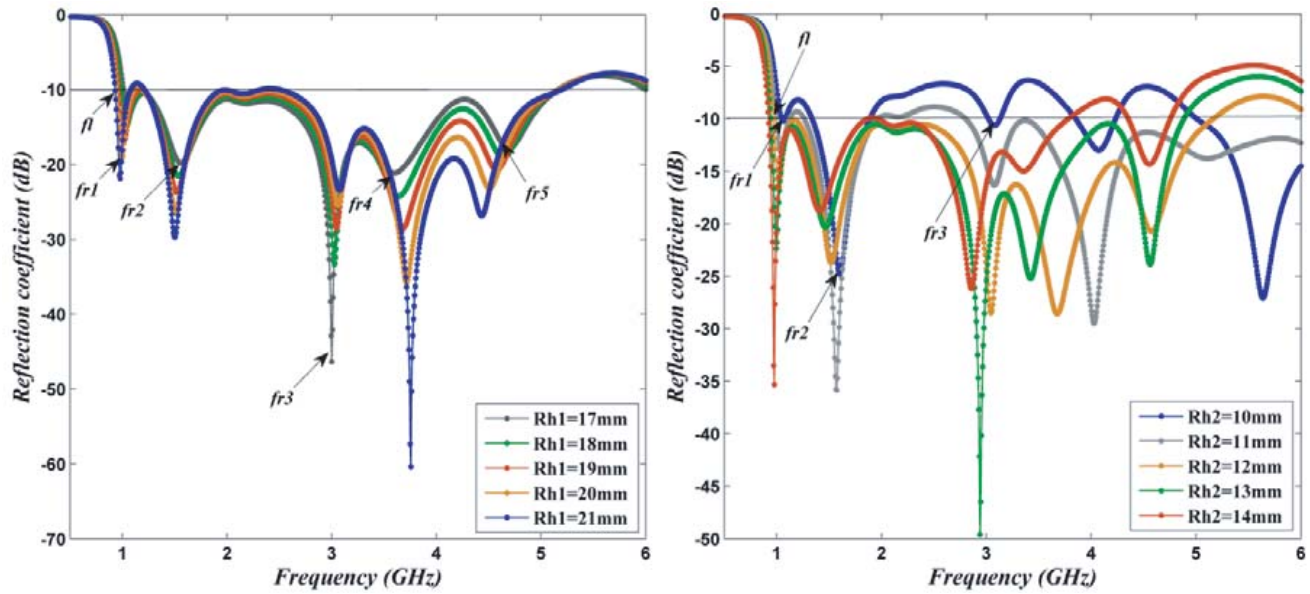 0
-10
-20
-30
-40
-50
-60
-70
1
2
3
4
5
6
Reflection coefficient (dB)
Frequency (GHz)
fl
fr1
fr2
fr3
fr4
fr5
Rh1=17mm
Rh1=18mm
Rh1=19mm
Rh1=20mm
Rh1=21mm
0
-5
-10
-15
-20
-25
-30
-35
-40
-45
-50
1
2
3
4
5
6
Reflection coefficient (dB)
Frequency (GHz)
fl
fr1
fr2
fr3
Rh2=10mm
Rh2=11mm
Rh2=12mm
Rh2=13mm
Rh2=14mm